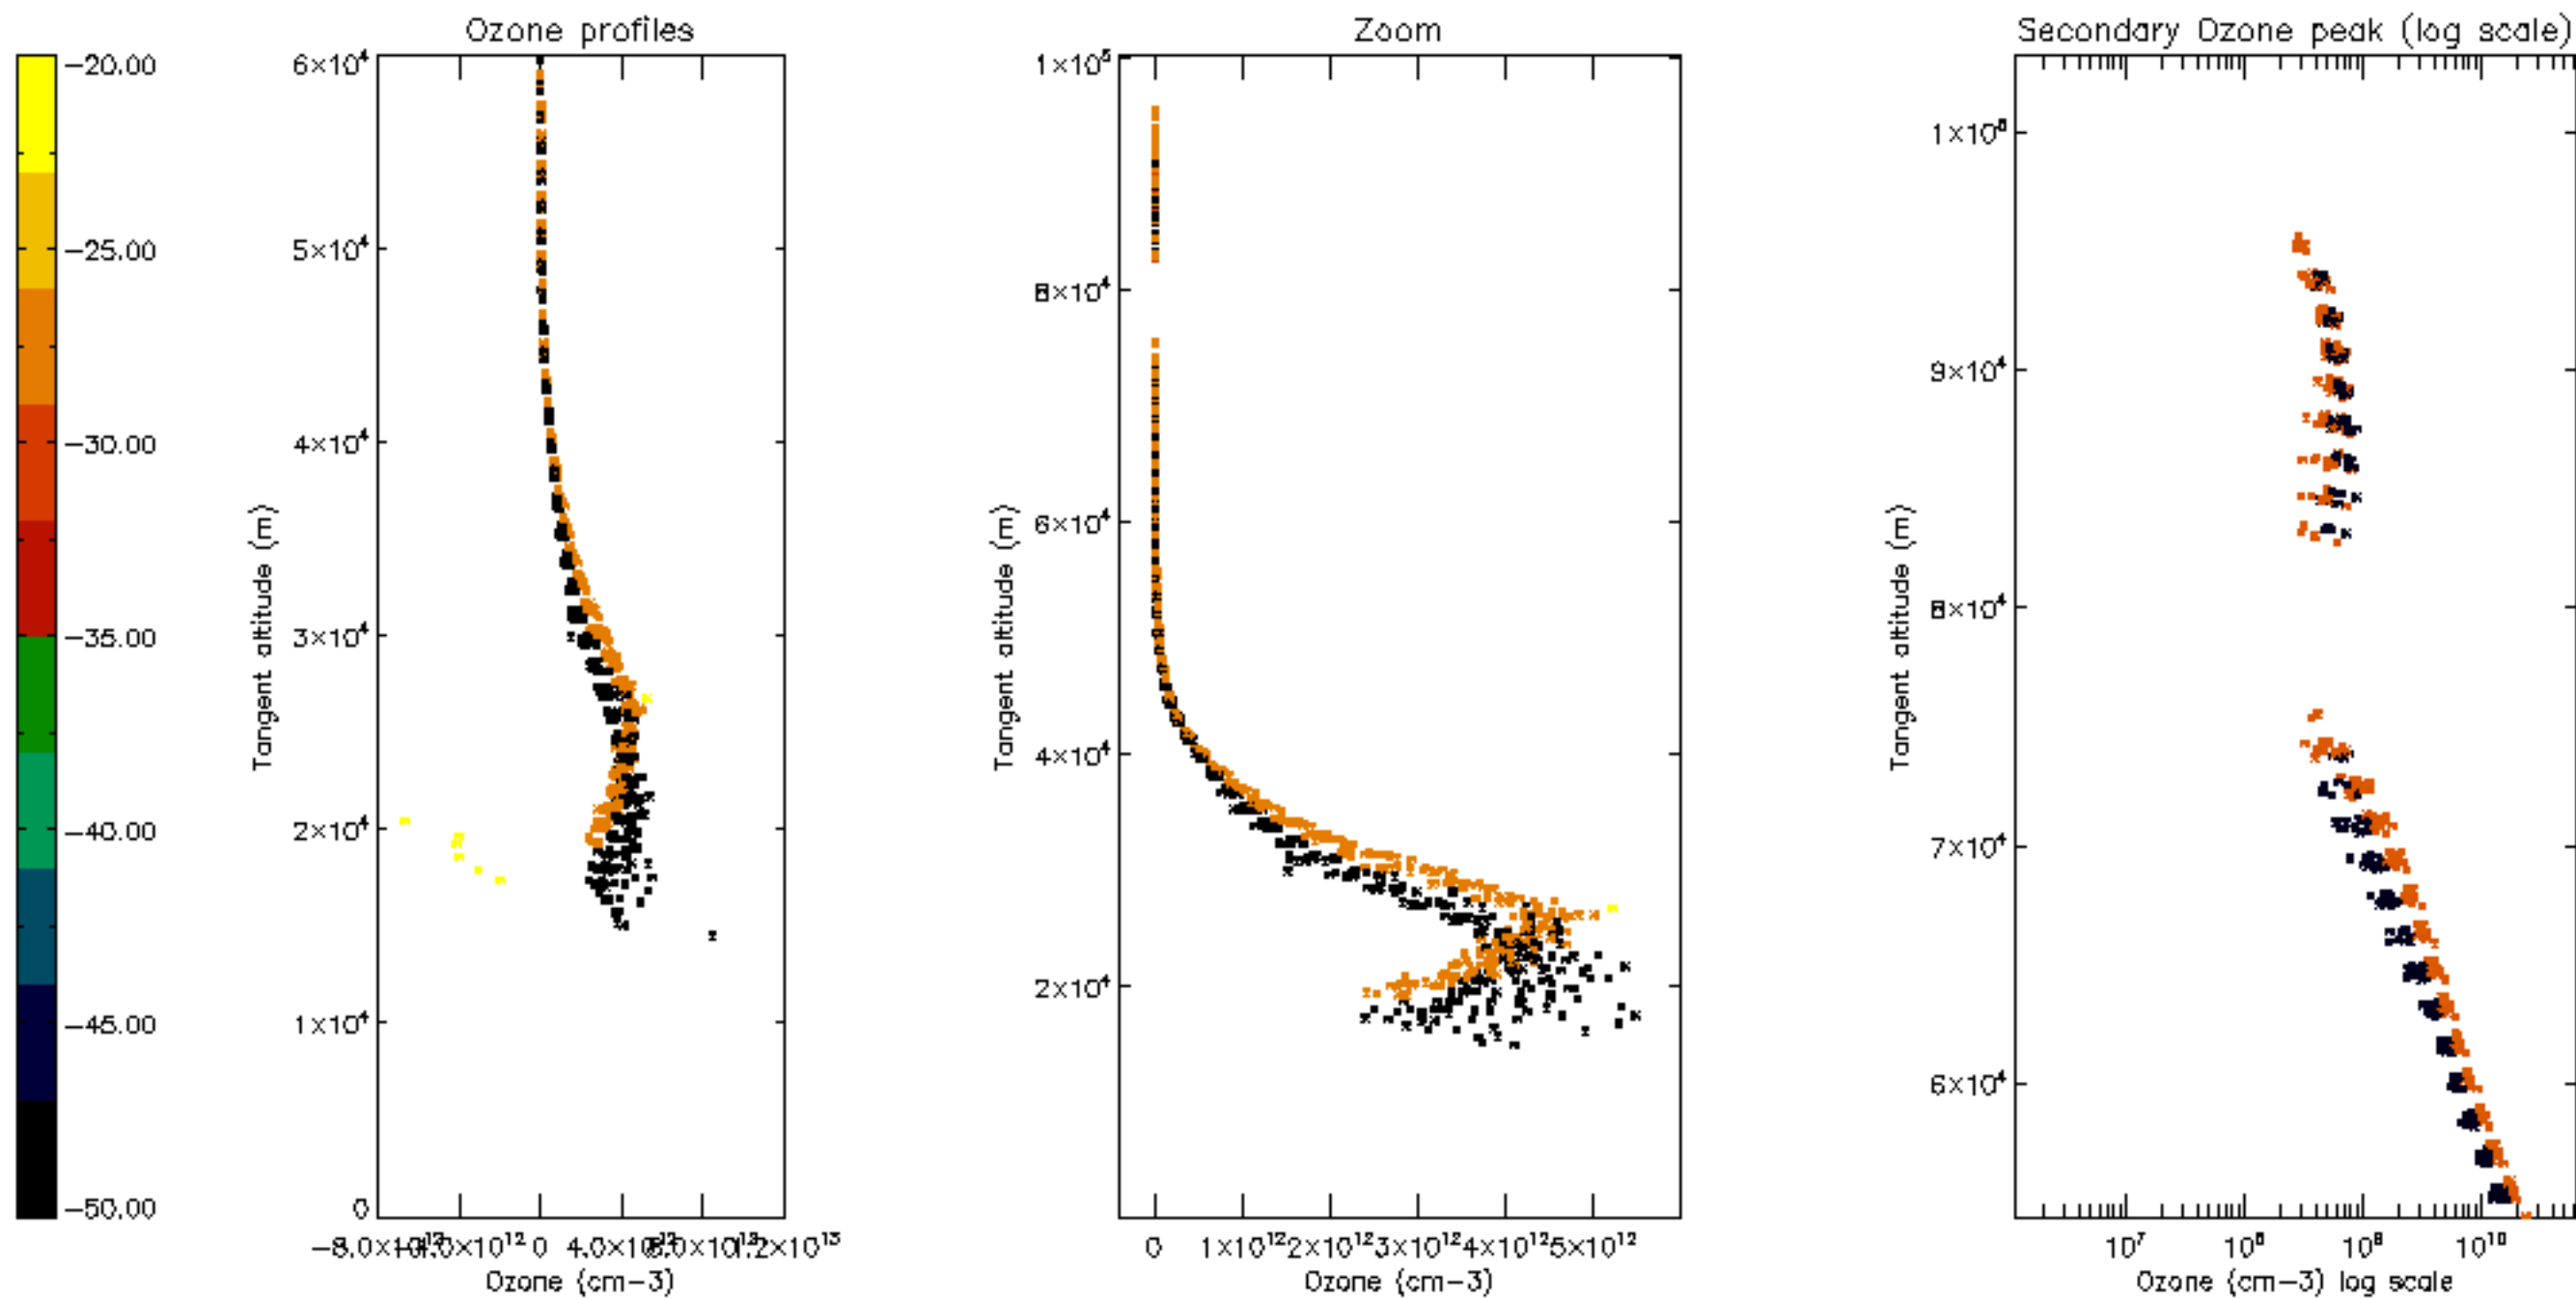 Ozone profiles
Zoom
Secondary Ozone peak (log scale)
−20.00
−25.00
−30.00
−35.00
−40.00
−45.00
−50.00
6×10⁴
5×10⁴
4×10⁴
3×10⁴
2×10⁴
1×10⁴
0
Tangent altitude (m)
0
Ozone (cm−3)
1×10⁵
8×10⁴
6×10⁴
4×10⁴
2×10⁴
Tangent altitude (m)
0 1×10¹² 2×10¹² 3×10¹² 4×10¹² 5×10¹²
Ozone (cm−3)
9×10⁴
8×10⁴
7×10⁴
6×10⁴
Tangent altitude (m)
10⁷ 10⁸ 10⁹ 10¹⁰
Ozone (cm−3) log scale